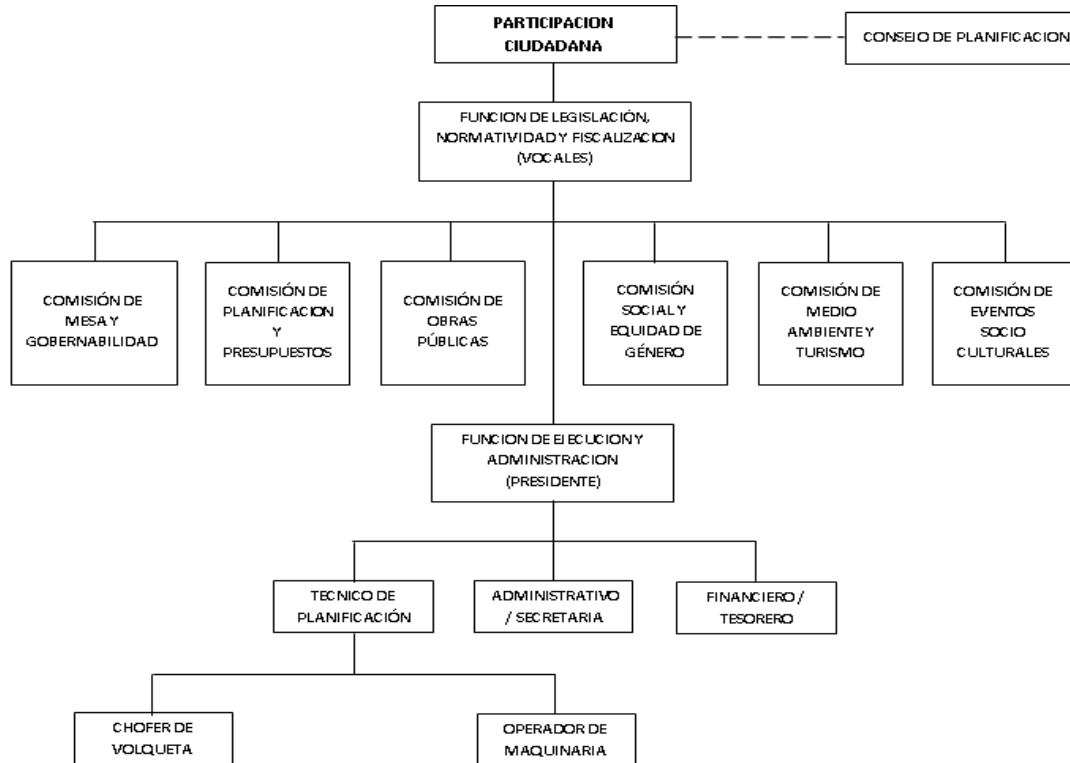 PARTICIPACION
CIUDADANA
CONSEJO DE PLANIFICACION
FUNCION DE LEGISLACIÓN,
NORMATIVIDAD Y FISCALIZACION
(VOCALES)
COMISIÓN DE
MESA Y
GOBERNABILIDAD
COMISIÓN DE
PLANIFICACION
Y
PRESUPUESTOS
COMISIÓN DE
OBRAS
PÚBLICAS
COMISIÓN
SOCIAL Y
EQUIDAD DE
GÉNERO
COMISIÓN DE
MEDIO
AMBIENTE Y
TURISMO
COMISIÓN DE
EVENTOS
SOCIO
CULTURALES
FUNCION DE EJECUCION Y
ADMINISTRACION
(PRESIDENTE)
TECNICO DE
PLANIFICACIÓN
ADMINISTRATIVO
/ SECRETARIA
FINANCIERO /
TESORERO
CHOFER DE
VOLQUETA
OPERADOR DE
MAQUINARIA